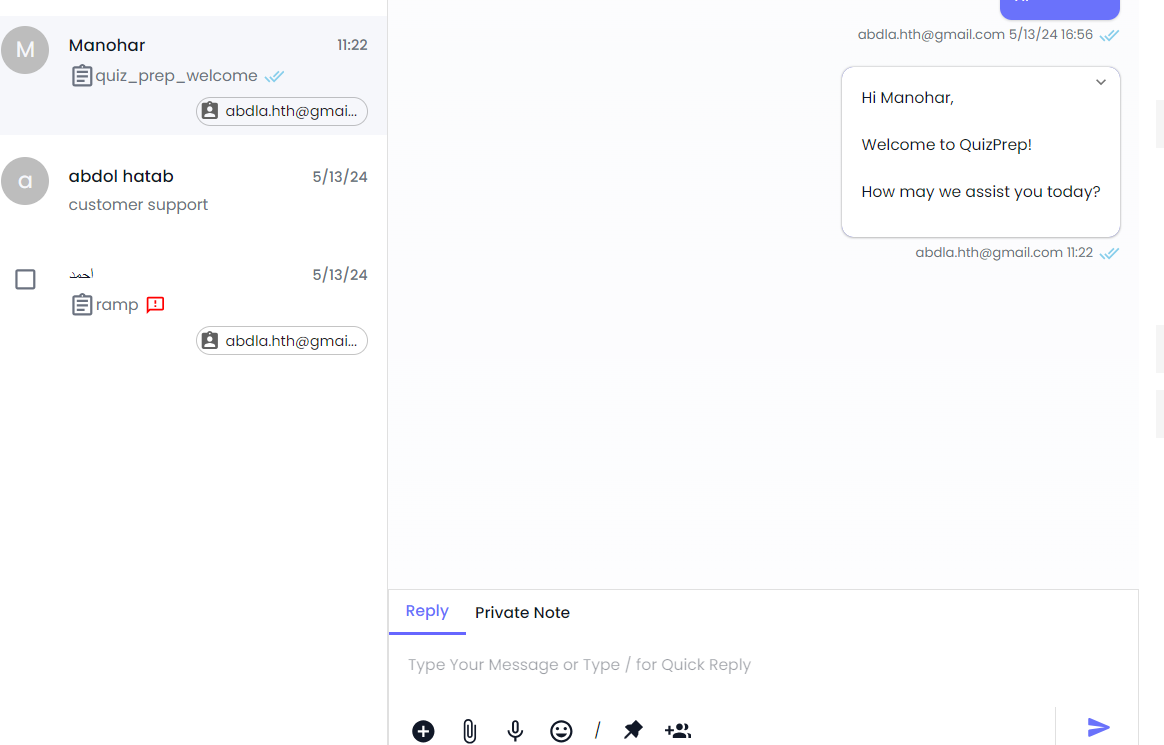 M
Manohar
11:22
quiz_prep_welcome
abdla.hth@gmai...
a
abdol hatab
5/13/24
customer support
احمد
5/13/24
ramp
abdla.hth@gmai...
abdla.hth@gmail.com 5/13/24 16:56
Hi Manohar,
Welcome to QuizPrep!
How may we assist you today?
abdla.hth@gmail.com 11:22
Reply
Private Note
Type Your Message or Type / for Quick Reply
/